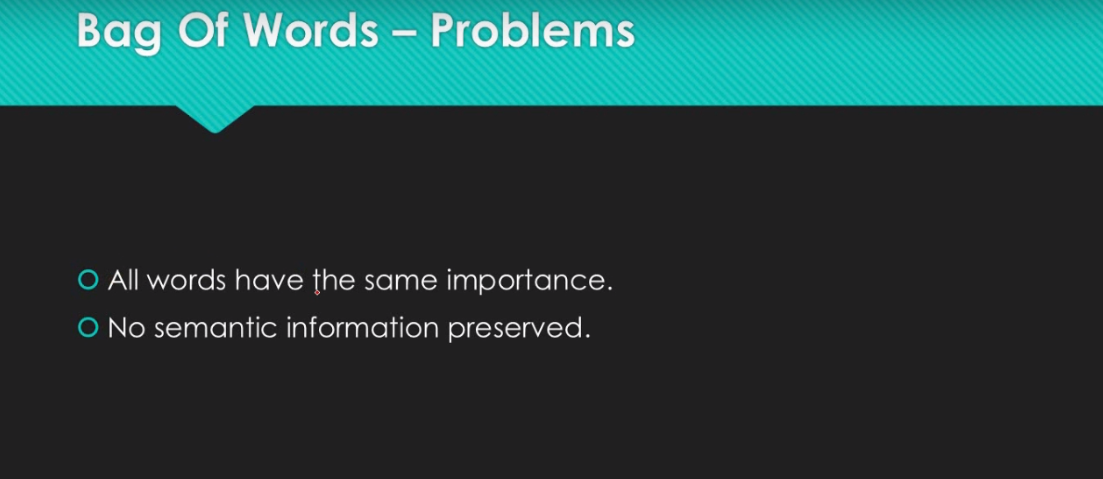 Bag Of Words – Problems
All words have the same importance.
No semantic information preserved.